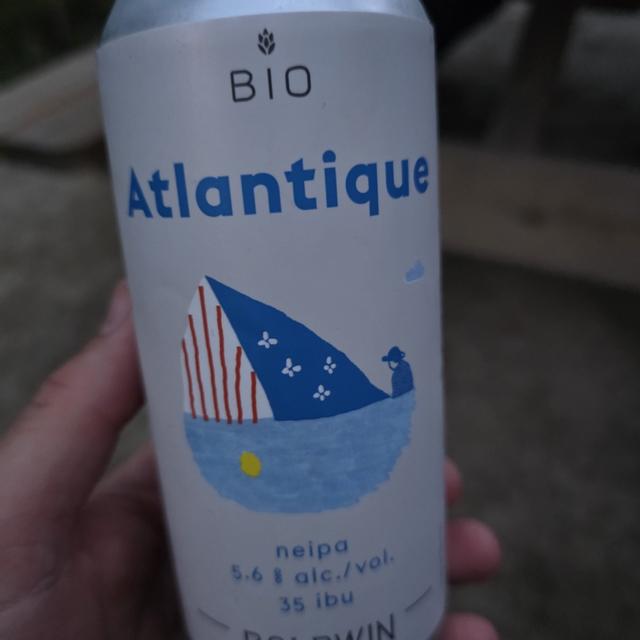 BIO
Atlantique
neipa
5.6 % alc./vol.
35 ibu